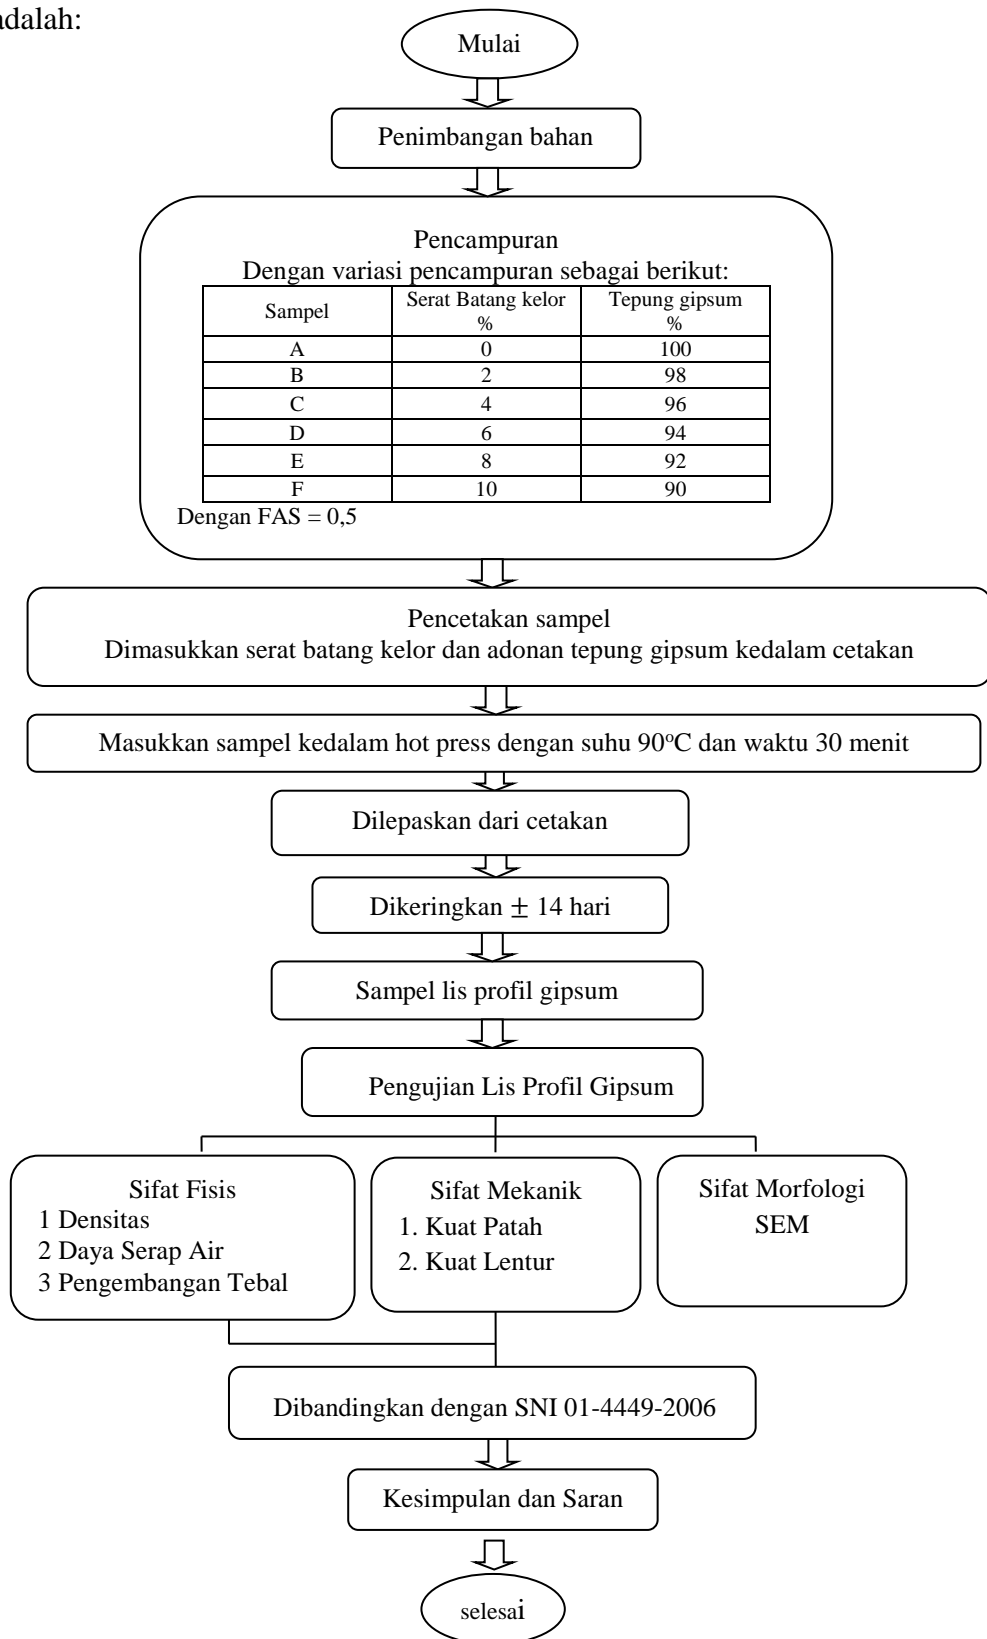 adalah:
Mulai
Penimbangan bahan
Pencampuran
Dengan variasi pencampuran sebagai berikut:
Sampel Serat Batang kelor % Tepung gipsum %
A 0 100
B 2 98
C 4 96
D 6 94
E 8 92
F 10 90
Dengan FAS = 0,5
Pencetakan sampel
Dimasukkan serat batang kelor dan adonan tepung gipsum kedalam cetakan
Masukkan sampel kedalam hot press dengan suhu 90°C dan waktu 30 menit
Dilepaskan dari cetakan
Dikeringkan ± 14 hari
Sampel lis profil gipsum
Pengujian Lis Profil Gipsum
Sifat Fisis
1 Densitas
2 Daya Serap Air
3 Pengembangan Tebal
Sifat Mekanik
1. Kuat Patah
2. Kuat Lentur
Sifat Morfologi
SEM
Dibandingkan dengan SNI 01-4449-2006
Kesimpulan dan Saran
selesai